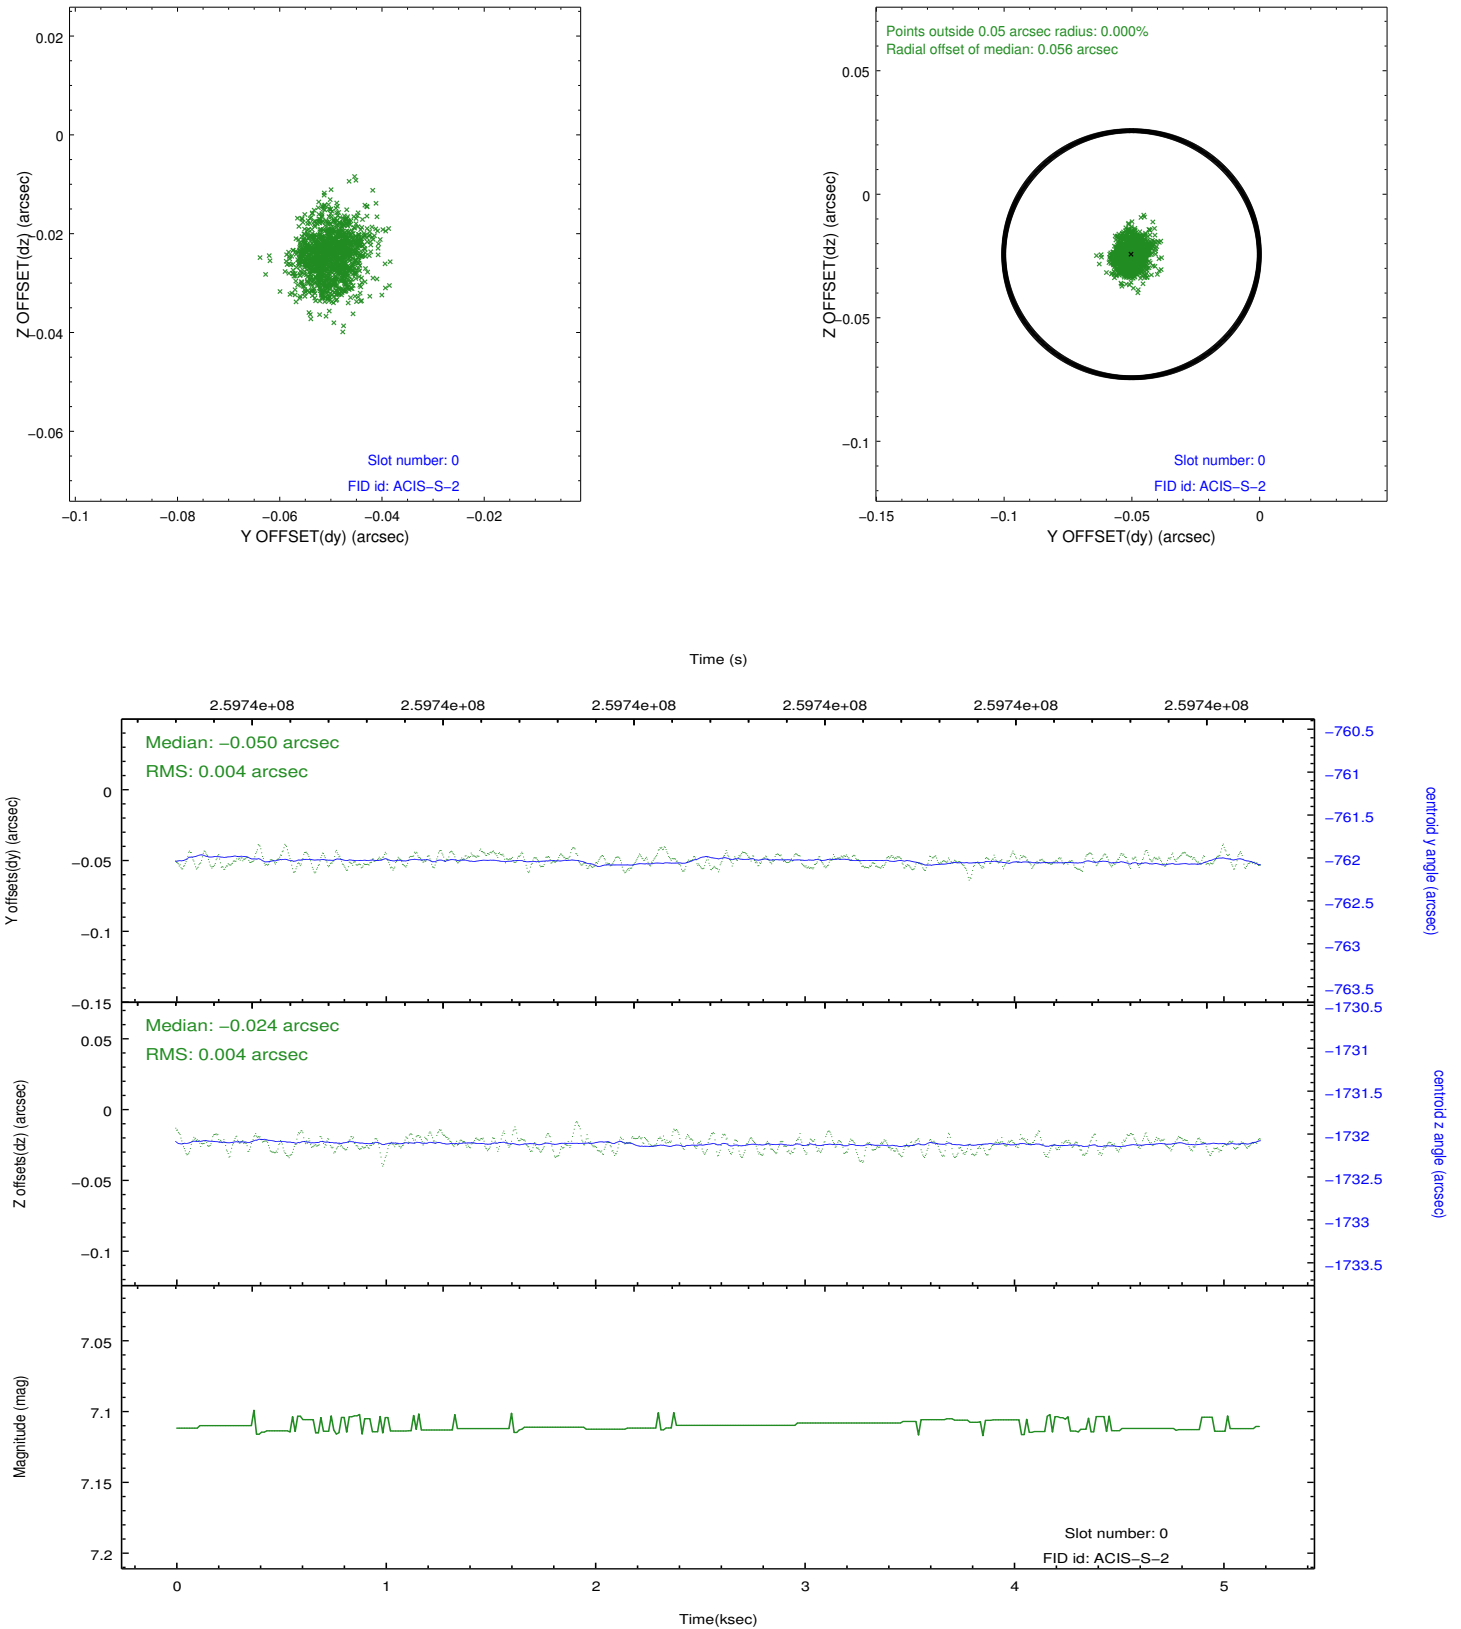 0.02
0
−0.02
−0.04
−0.06
Z OFFSET(dz) (arcsec)
Slot number: 0
FID id: ACIS−S−2
−0.1
−0.08
−0.06
−0.04
−0.02
Y OFFSET(dy) (arcsec)
Points outside 0.05 arcsec radius: 0.000%
Radial offset of median: 0.056 arcsec
0.05
0
−0.05
−0.1
Z OFFSET(dz) (arcsec)
Slot number: 0
FID id: ACIS−S−2
−0.15
−0.1
−0.05
0
Y OFFSET(dy) (arcsec)
Time (s)
2.5974e+08
2.5974e+08
2.5974e+08
2.5974e+08
2.5974e+08
2.5974e+08
Median: −0.050 arcsec
RMS: 0.004 arcsec
0
−0.05
−0.1
−0.15
Y offsets(dy) (arcsec)
−760.5
−761
−761.5
−762
−762.5
−763
−763.5
centroid y angle (arcsec)
Median: −0.024 arcsec
RMS: 0.004 arcsec
0.05
0
−0.05
−0.1
Z offsets(dz) (arcsec)
−1730.5
−1731
−1731.5
−1732
−1732.5
−1733
−1733.5
centroid z angle (arcsec)
7.05
7.1
7.15
7.2
Magnitude (mag)
Slot number: 0
FID id: ACIS−S−2
0
1
2
3
4
5
Time(ksec)